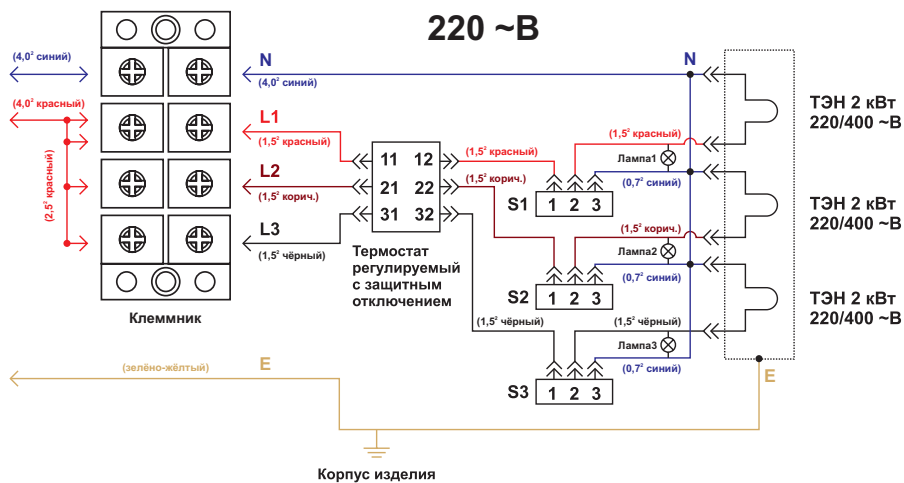 220 ~В
(4,0² синий)
N
(4,0² синий)
N
ТЭН 2 кВт
220/400 ~В
(4,0² красный)
L1
(1,5² красный)
(2,5² красный)
L2
(1,5² корич.)
L3
(1,5² чёрный)
11 12
21 22
31 32
Термостат
регулируемый
с защитным
отключением
(1,5² красный)
(1,5² красный)
Лампа1
(0,7² синий)
S1
1 2 3
ТЭН 2 кВт
220/400 ~В
(1,5² корич.)
(1,5² корич.)
Лампа2
(0,7² синий)
S2
1 2 3
ТЭН 2 кВт
220/400 ~В
(1,5² чёрный)
(1,5² чёрный)
Лампа3
(0,7² синий)
S3
1 2 3
Клеммник
(зелёно-жёлтый)
E
E
Корпус изделия